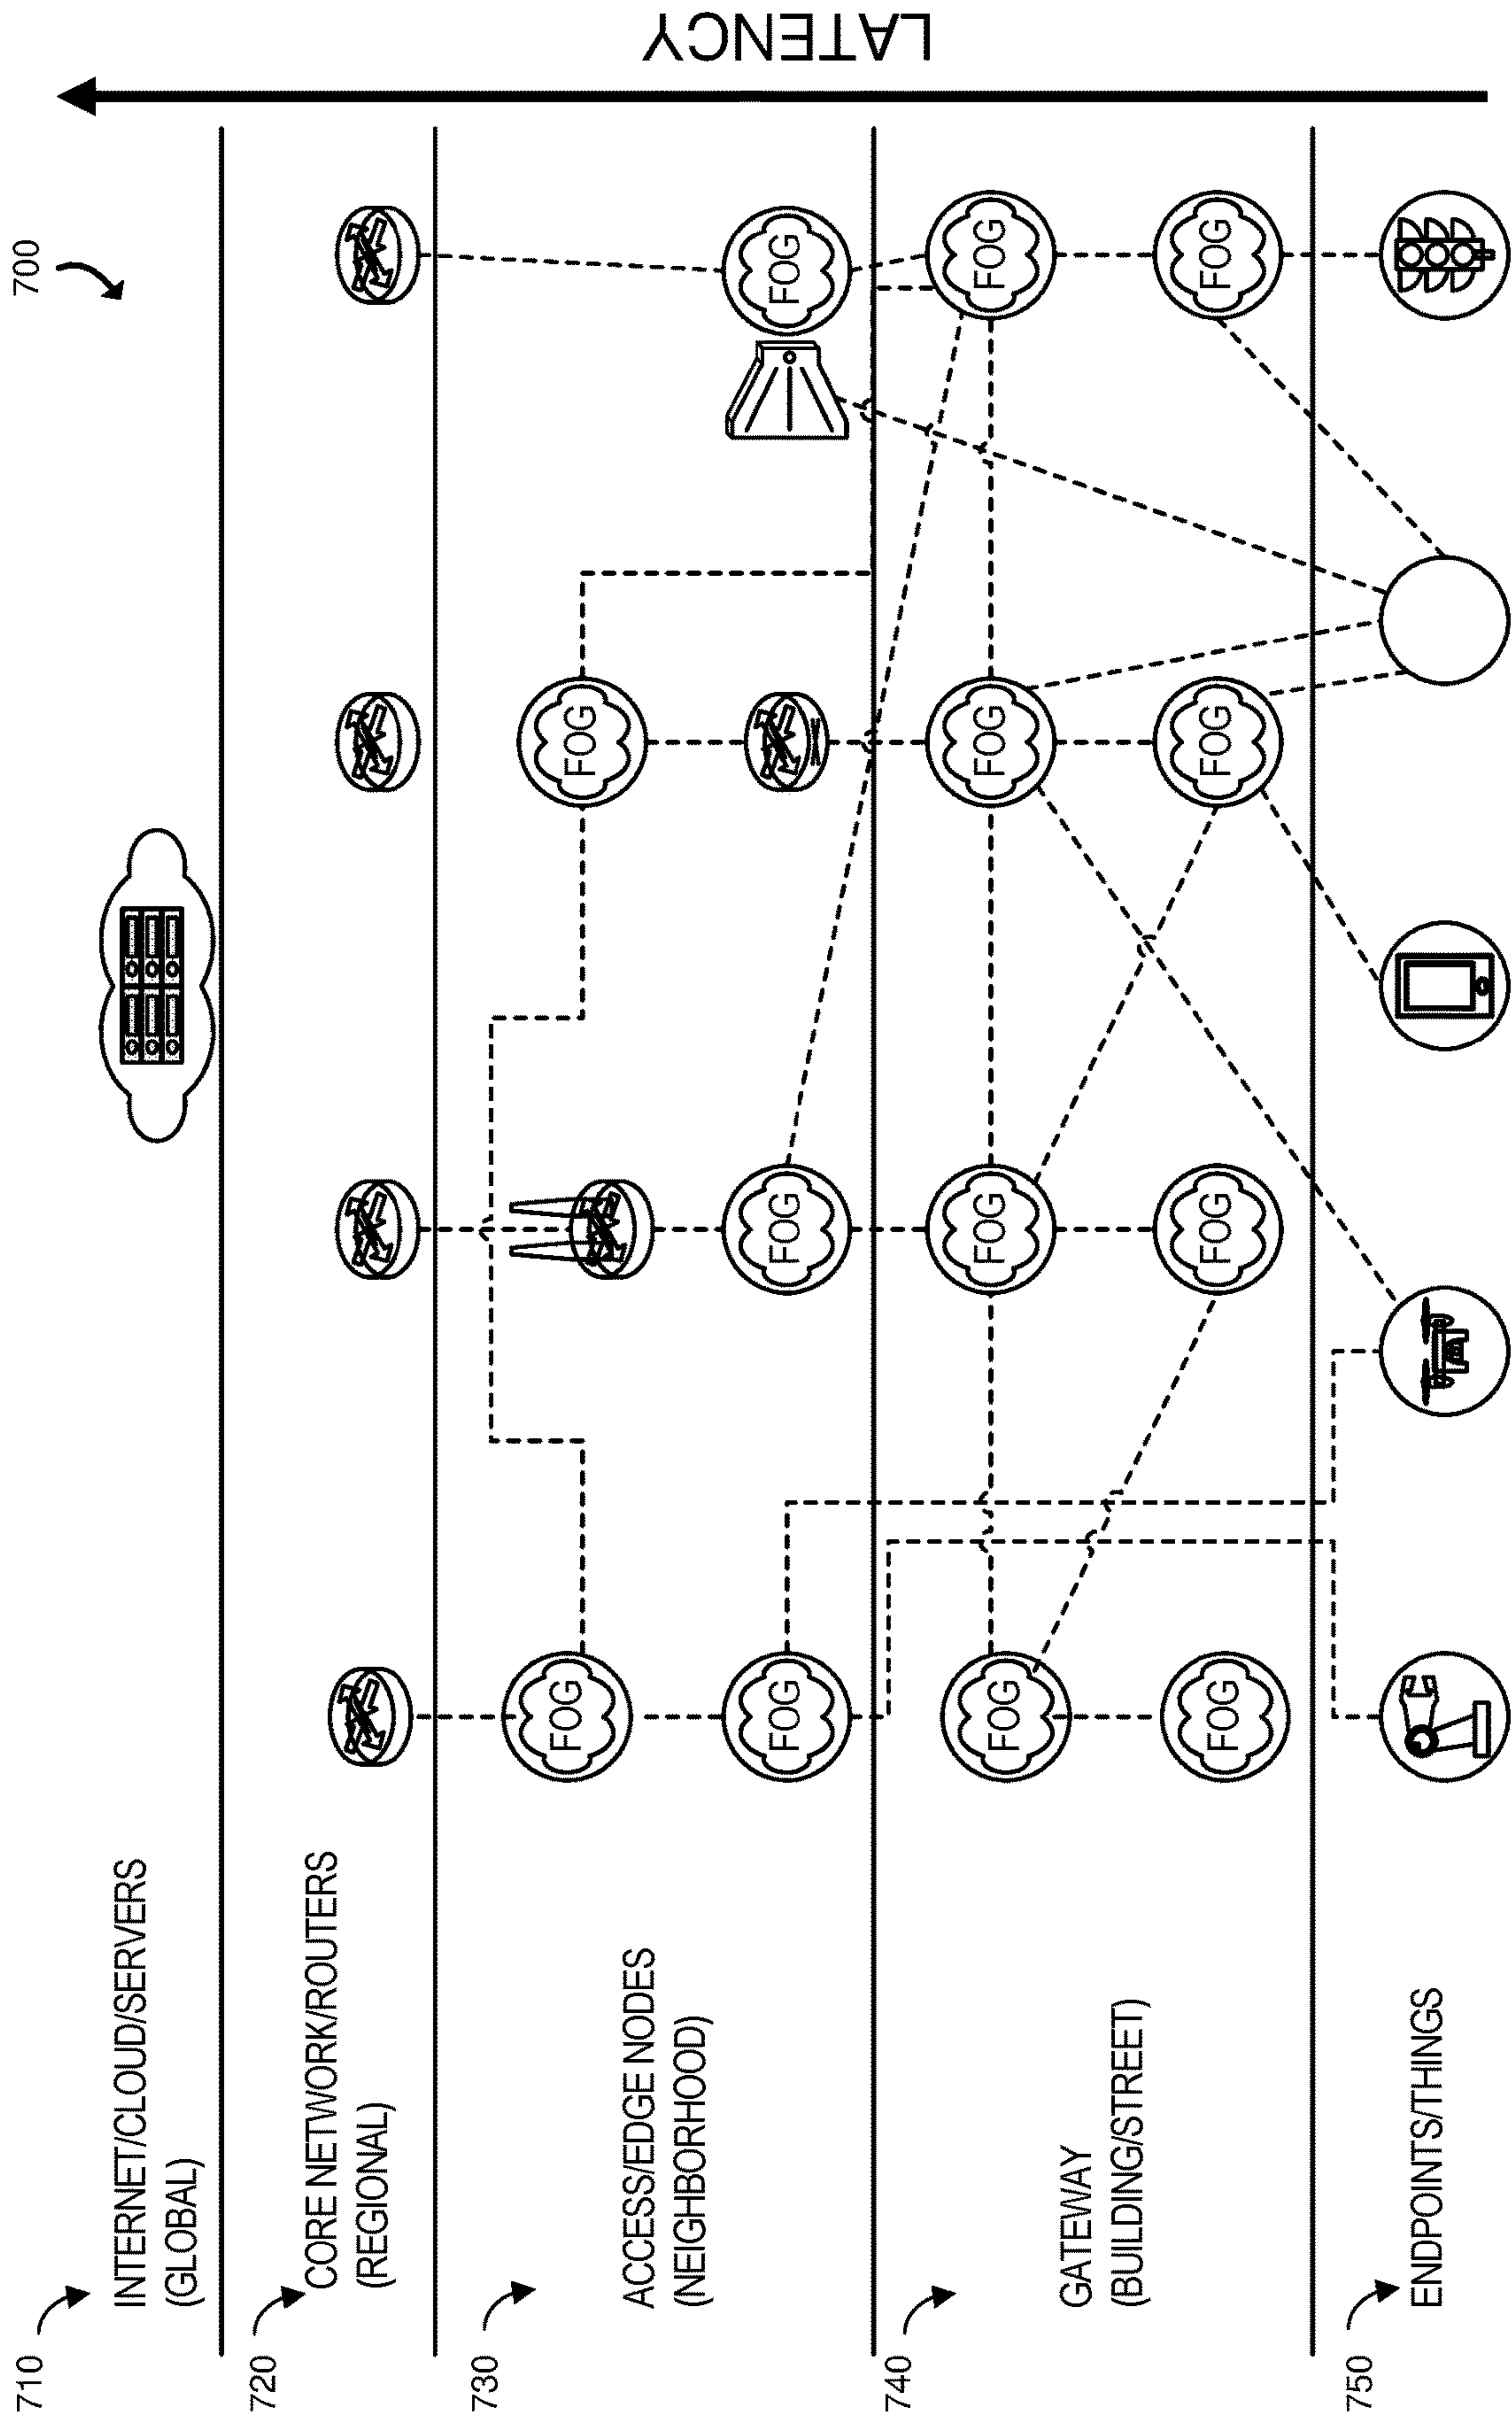 710
700
INTERNET/CLOUD/SERVERS
(GLOBAL)
720
CORE NETWORK/ROUTERS
(REGIONAL)
730
ACCESS/EDGE NODES
(NEIGHBORHOOD)
FOG FOG
FOG FOG FOG
740
GATEWAY
(BUILDING/STREET)
FOG FOG FOG FOG
FOG FOG FOG FOG
750
ENDPOINTS/THINGS
LATENCY